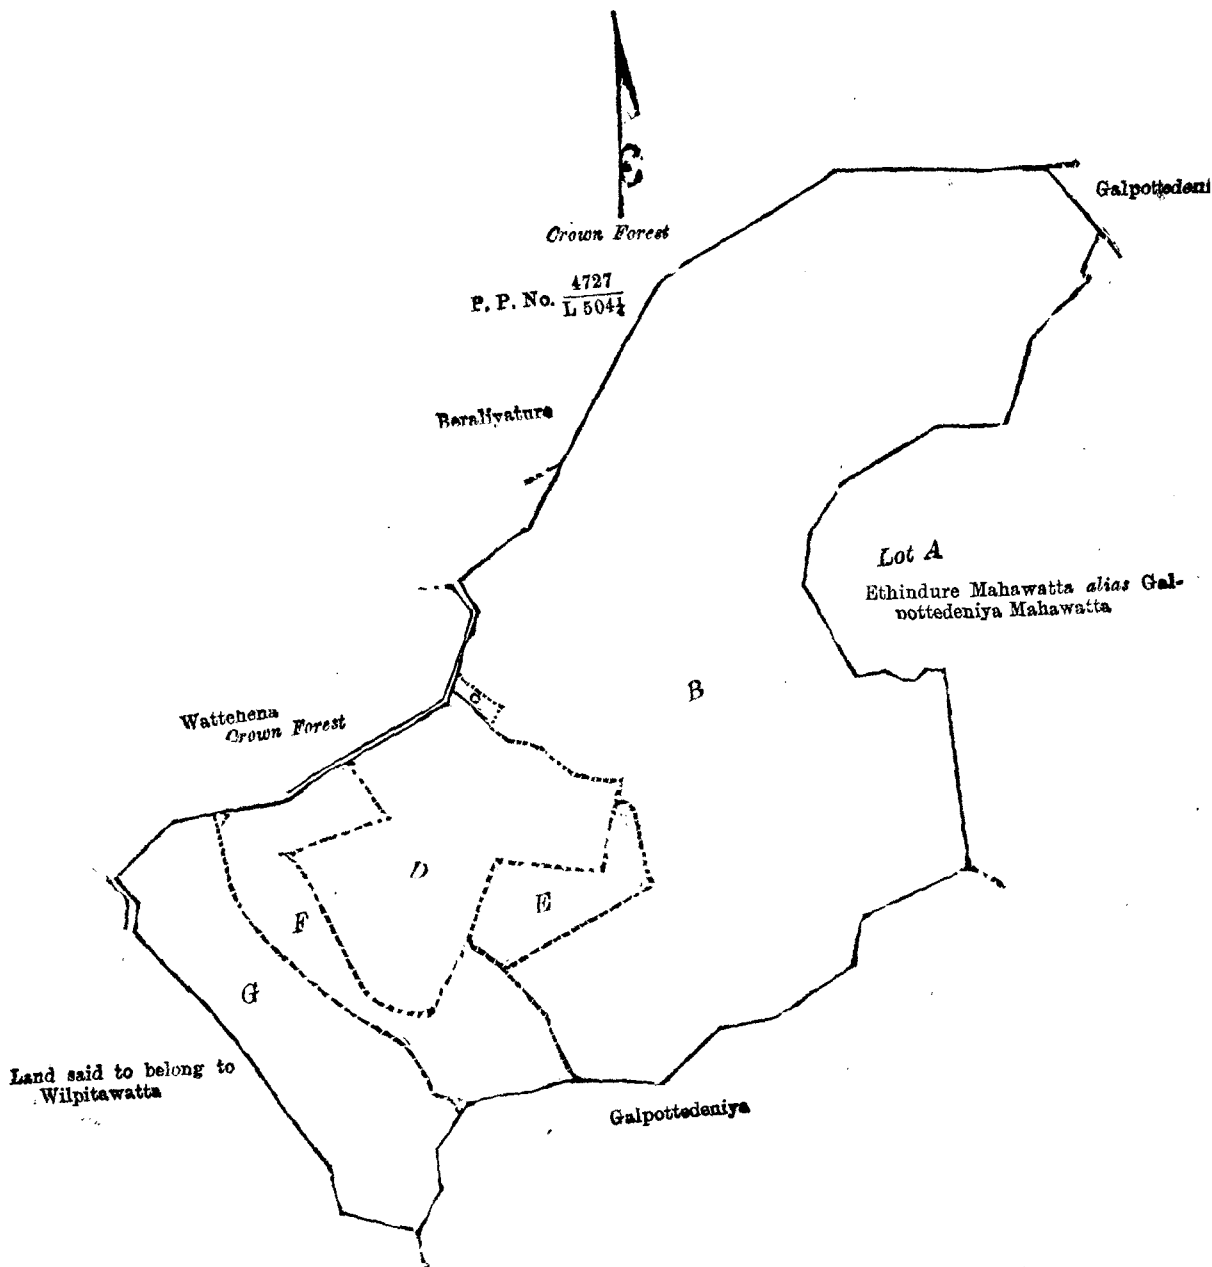 Galpottedeni
Crown Forest
P. P. No. 4727
L 504¼
Beraliyature
Lot A
Ethindure Mahawatta alias Gal-
pottedeniya Mahawatta
B
C
Wattehena
Crown Forest
D
E
F
G
Land said to belong to
Wilpitawatta
Galpottedeniya